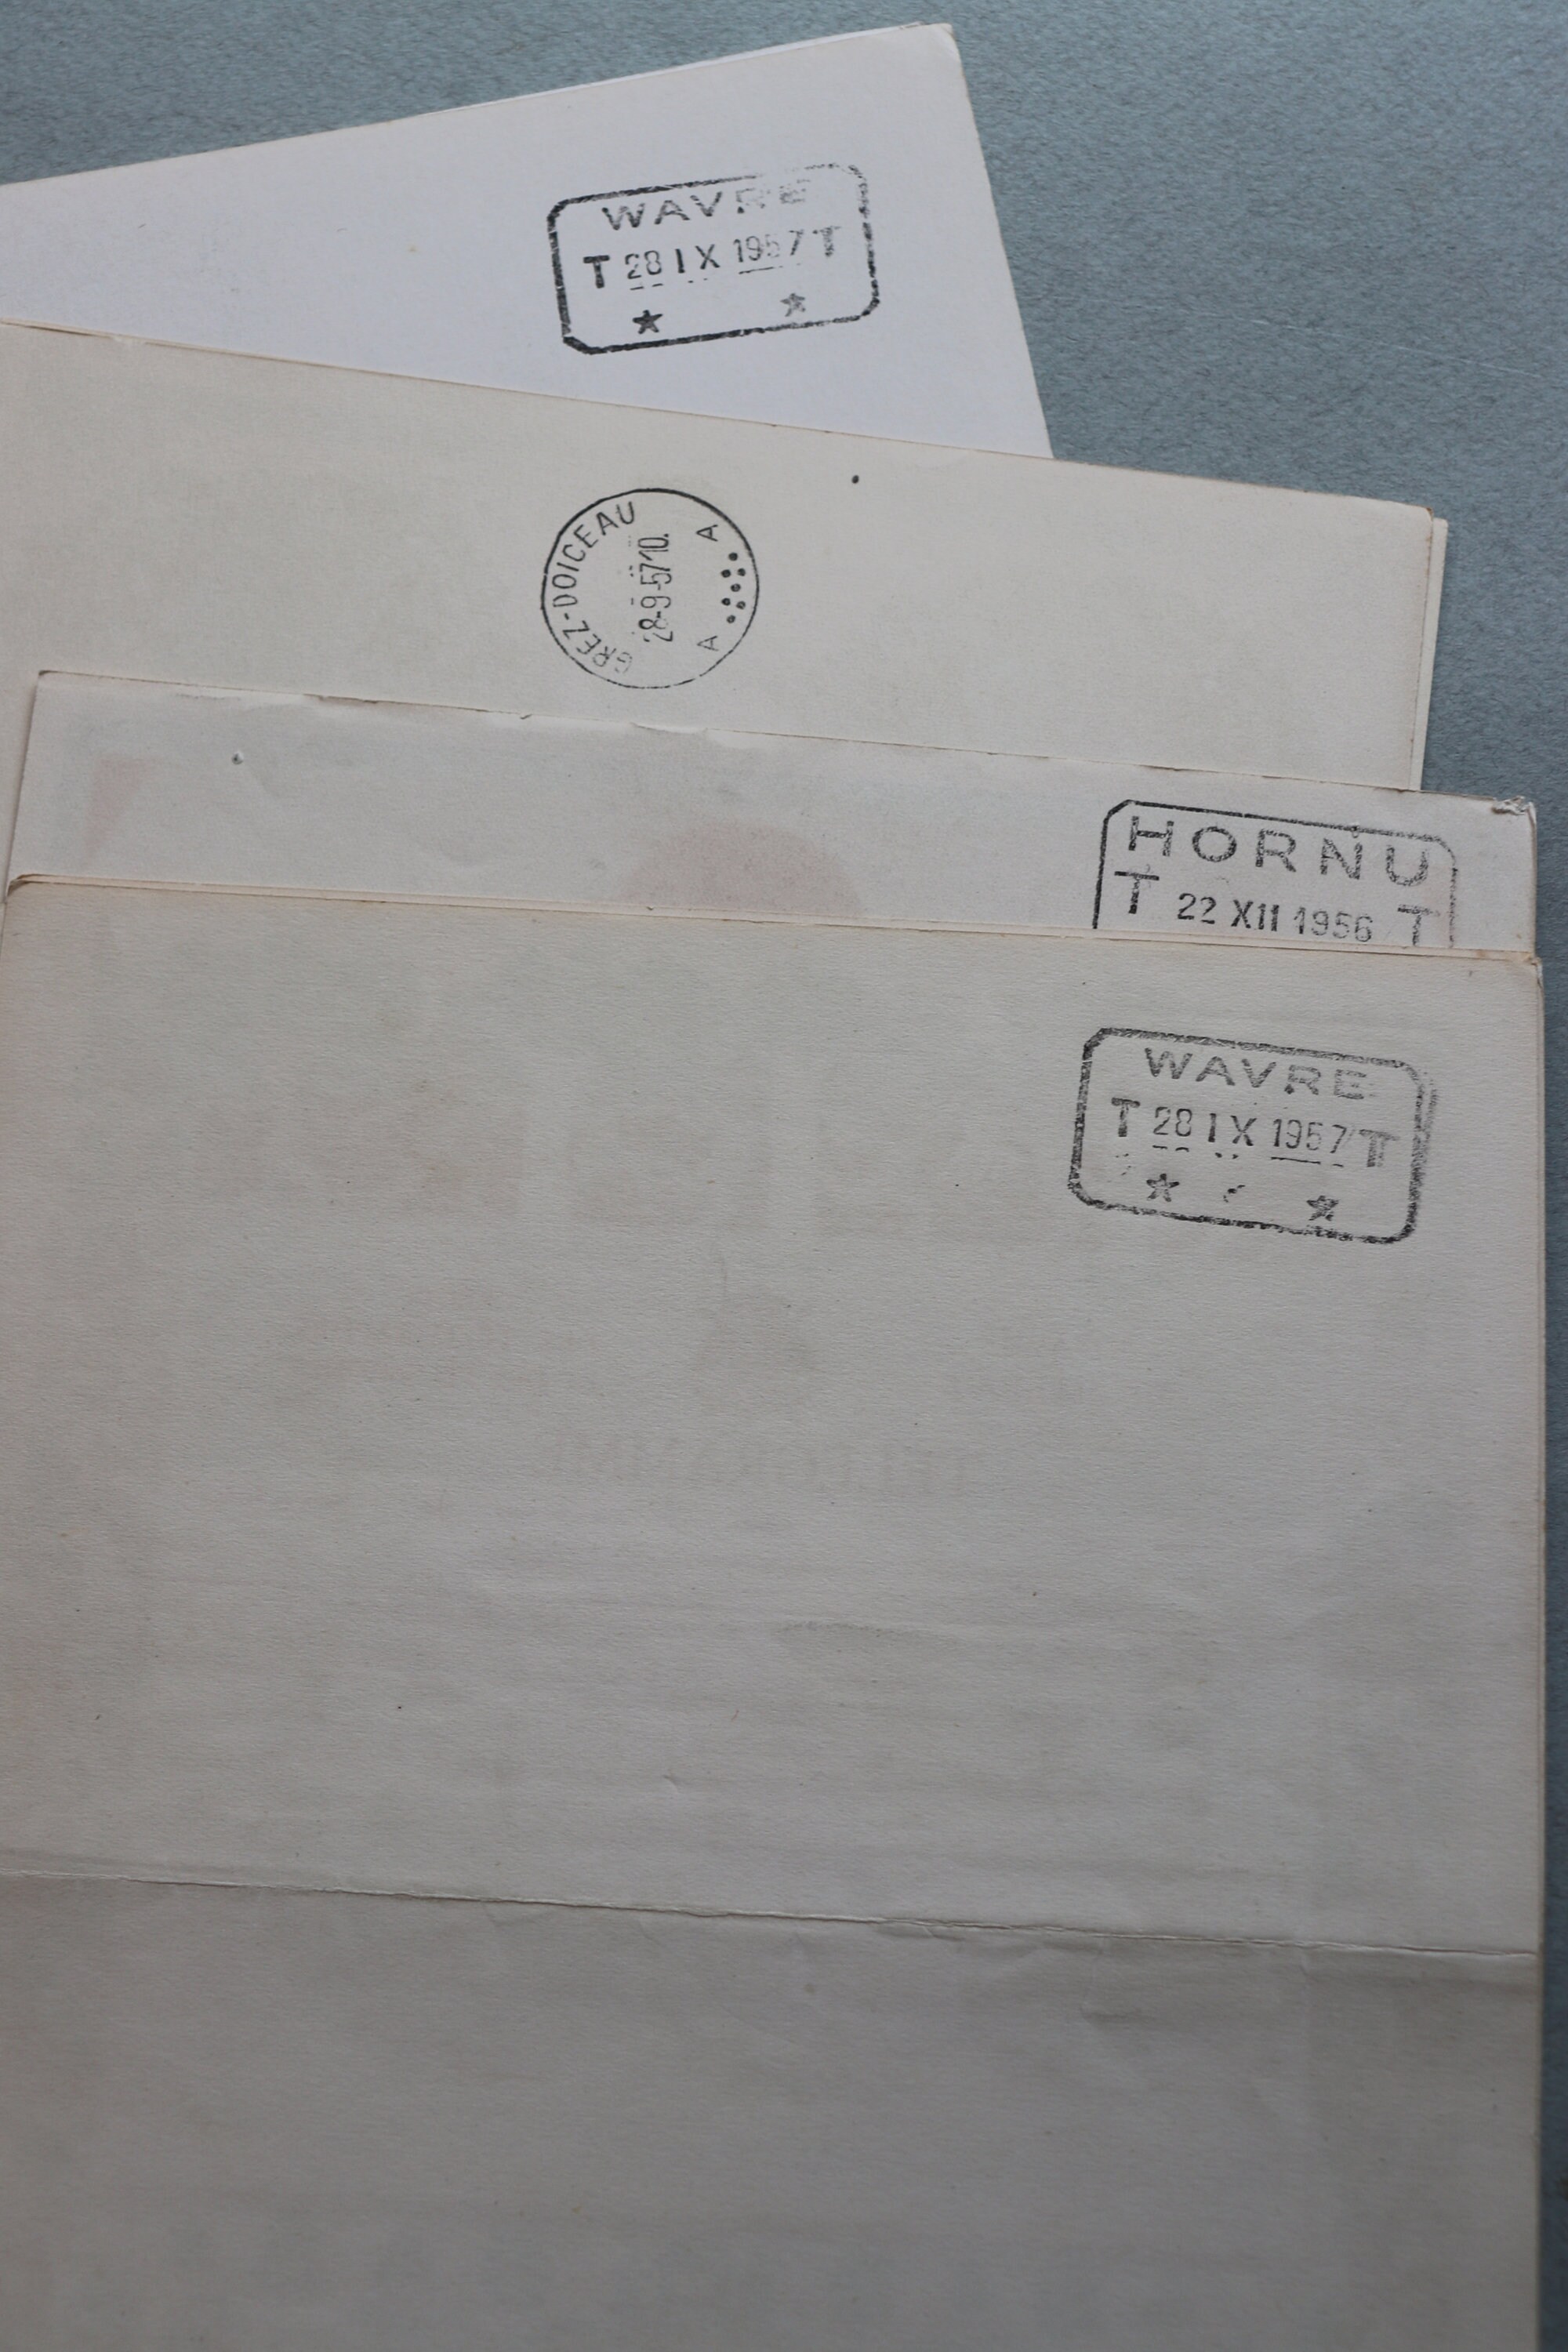 WAVRE
T 28 IX 1957 T
★ ★
GREZ-DOICEAU
28-9-57 10
A A
HORNU
T 22 XII 1956 T
WAVRE
T 28 IX 1957 T
★ ★